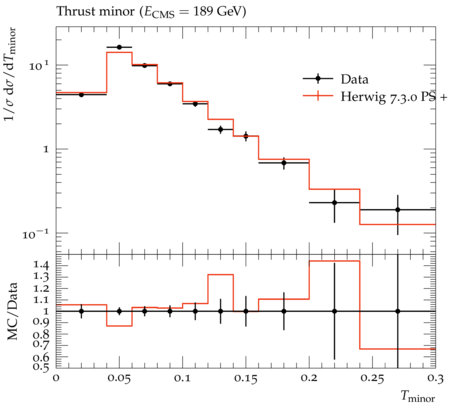 Thrust minor (E_CMS = 189 GeV)
1/σ dσ/dT_minor
10^1
1
10^−1
Data
Herwig 7.3.0 PS +
MC/Data
1.4
1.3
1.2
1.1
1
0.9
0.8
0.7
0.6
0.5
0 0.05 0.1 0.15 0.2 0.25 0.3
T_minor